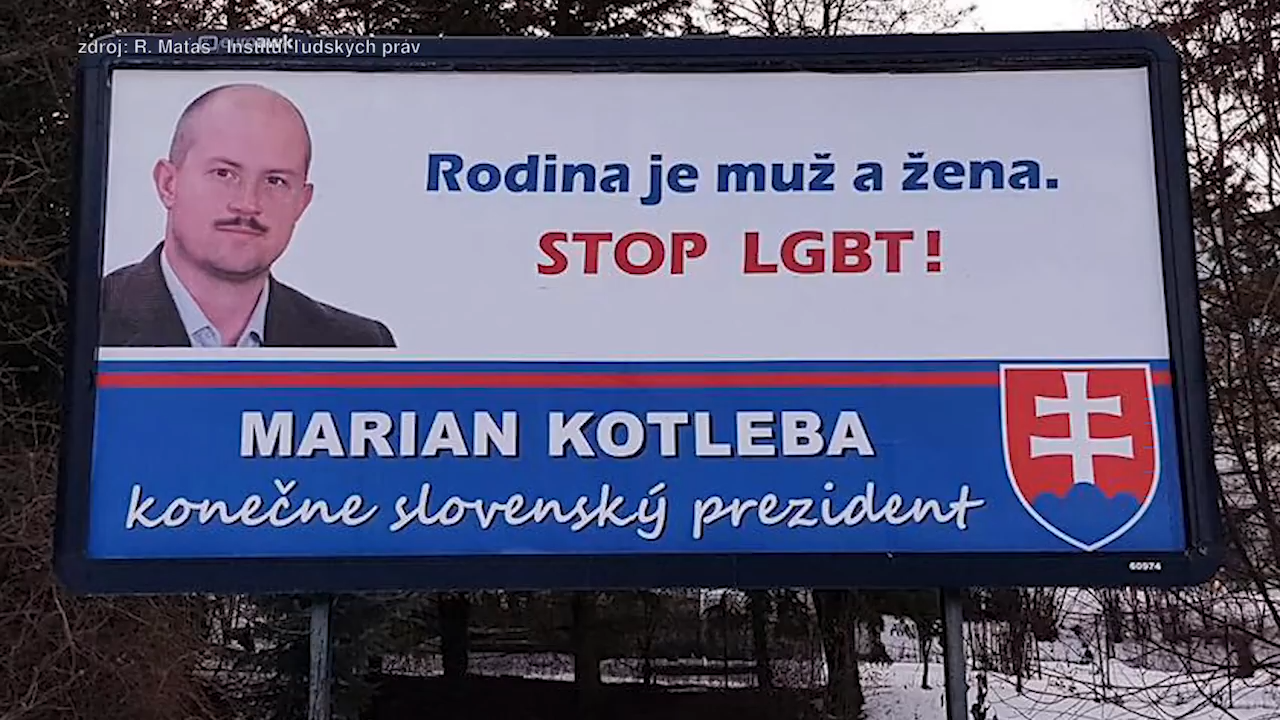 zdroj: R. Matas Inštitút ľudských práv
Rodina je muž a žena.
STOP LGBT!
MARIAN KOTLEBA
konečne slovenský prezident
60974